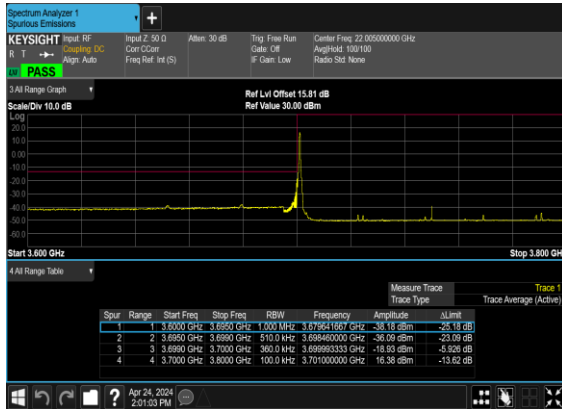 Spectrum Analyzer 1
Spurious Emissions
+
KEYSIGHT Input: RF Input Z: 50 Ω Atten: 30 dB Trig: Free Run Center Freq: 22.005000000 GHz
R T Coupling: DC Corr CCorr Gate: Off Avg|Hold: 100/100
Align: Auto Freq Ref: Int (S) IF Gain: Low Radio Std: None
PASS
3 All Range Graph Ref Lvl Offset 15.81 dB
Scale/Div 10.0 dB Ref Value 30.00 dBm
Log
20.0
10.0
0.00
-10.0
-20.0
-30.0
-40.0
-50.0
-60.0
Start 3.600 GHz Stop 3.800 GH
4 All Range Table
Measure Trace Trace 1
Trace Type Trace Average (Active)
Spur Range Start Freq Stop Freq RBW Frequency Amplitude ΔLimit
1 1 3.6000 GHz 3.6950 GHz 1.000 MHz 3.679641667 GHz -38.18 dBm -25.18 dB
2 2 3.6950 GHz 3.6990 GHz 510.0 kHz 3.698460000 GHz -36.09 dBm -23.09 dB
3 3 3.6990 GHz 3.7000 GHz 360.0 kHz 3.699993333 GHz -18.93 dBm -5.926 dB
4 4 3.7000 GHz 3.8000 GHz 100.0 kHz 3.701000000 GHz 16.38 dBm -13.62 dB
? Apr 24, 2024
2:01:03 PM